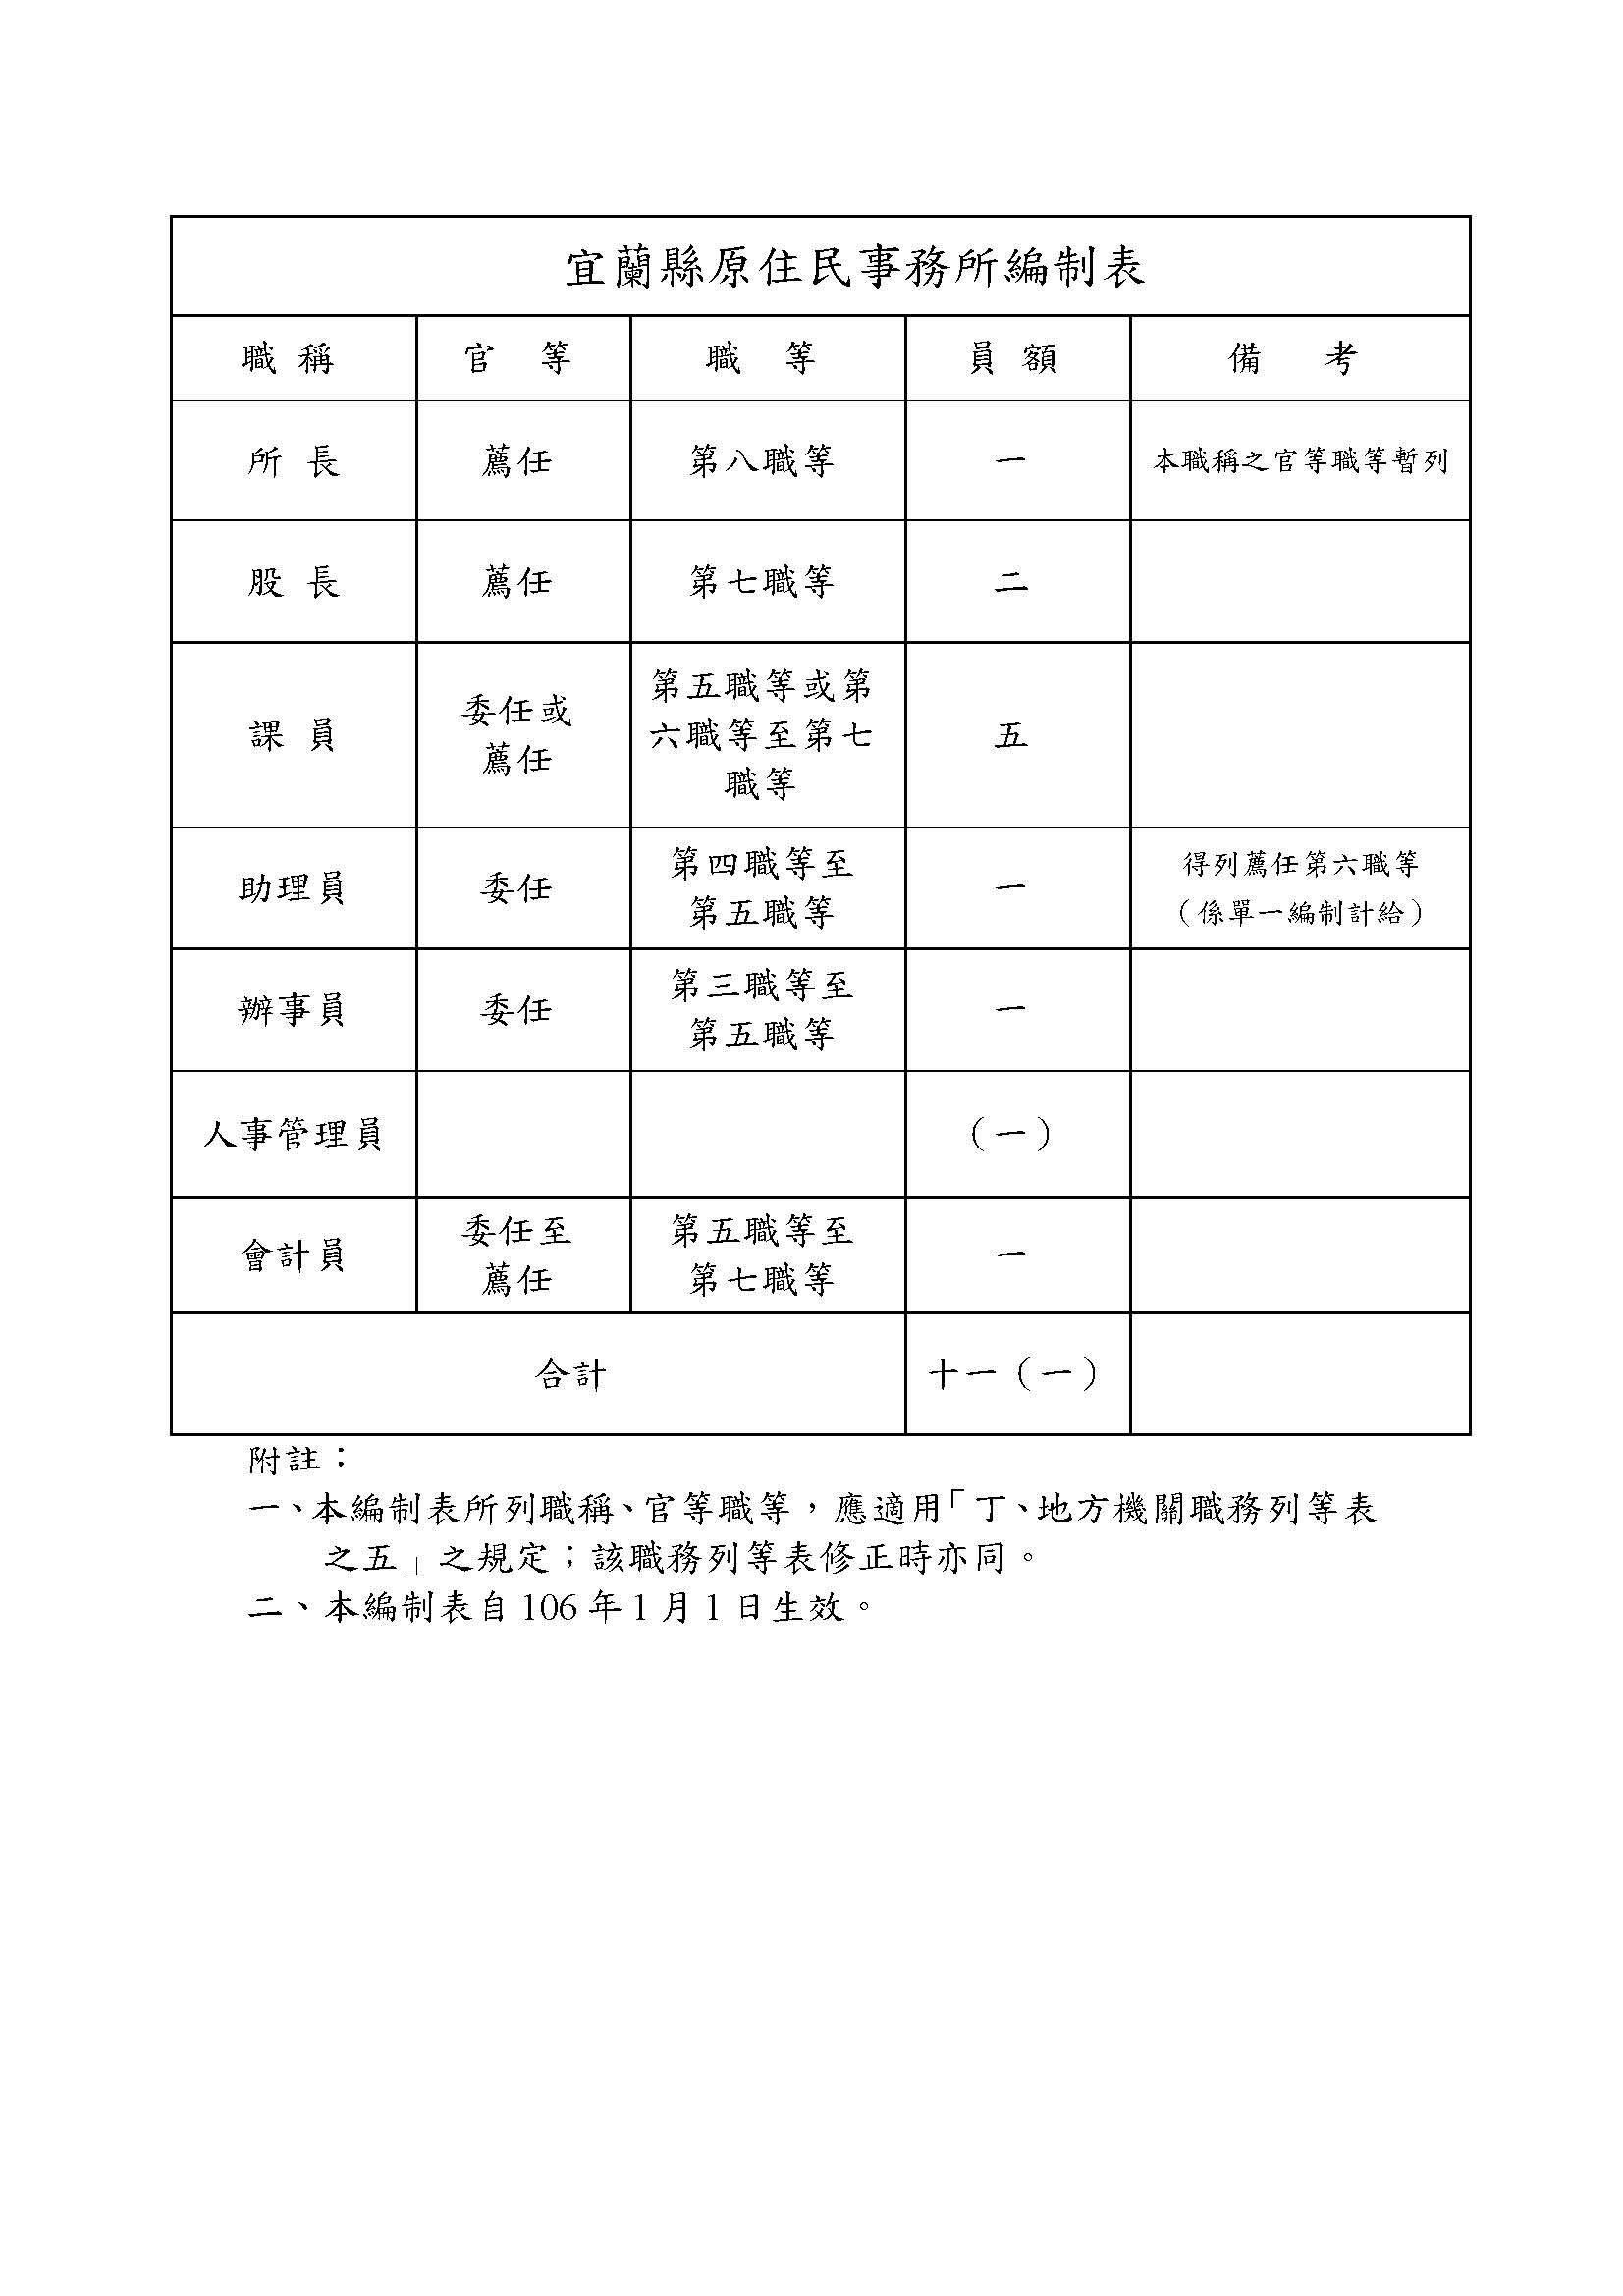 宜蘭縣原住民事務所編制表
職稱 官等 職等 員額 備考
所長 薦任 第八職等 一 本職稱之官等職等暫列
股長 薦任 第七職等 二
課員 委任或 第五職等或第 五
薦任 六職等至第七
職等
助理員 委任 第四職等至 一 得列薦任第六職等
第五職等 （係單一編制計給）
辦事員 委任 第三職等至 一
第五職等
人事管理員 （一）
會計員 委任至 第五職等至 一
薦任 第七職等
合計 十一（一）
附註：
一、本編制表所列職稱、官等職等，應適用「丁、地方機關職務列等表
之五」之規定；該職務列等表修正時亦同。
二、本編制表自 106 年 1 月 1 日生效。